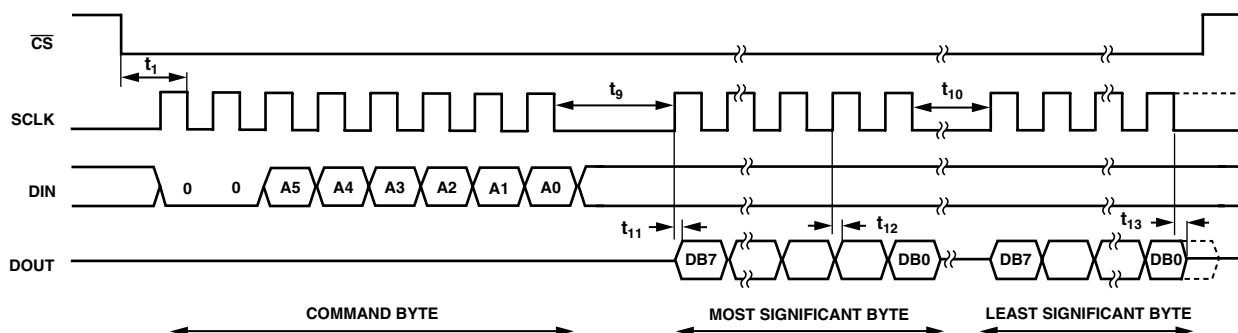 CS
t1
t9
t10
SCLK
DIN
0 0 A5 A4 A3 A2 A1 A0
t11
t12
t13
DOUT
DB7 DB0 DB7 DB0
COMMAND BYTE MOST SIGNIFICANT BYTE LEAST SIGNIFICANT BYTE